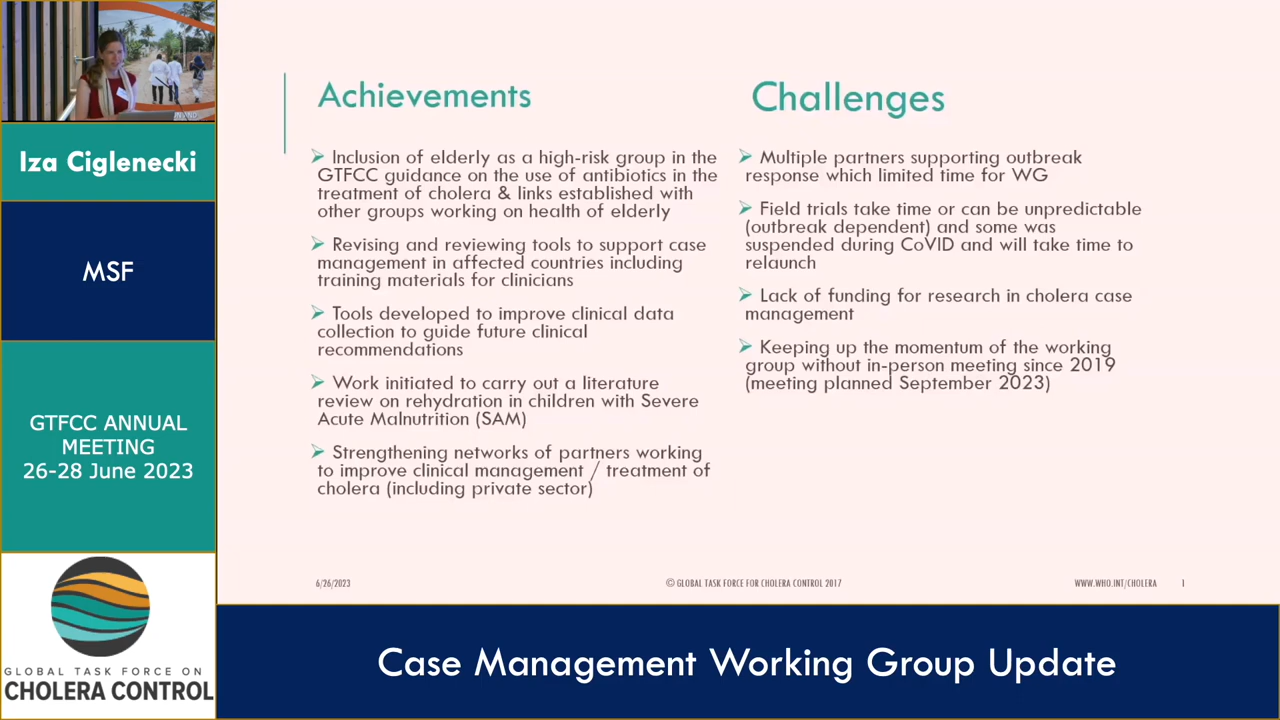 Iza Ciglenecki
MSF
GTFCC ANNUAL
MEETING
26-28 June 2023
GLOBAL TASK FORCE ON
CHOLERA CONTROL
Achievements
Inclusion of elderly as a high-risk group in the
GTFCC guidance on the use of antibiotics in the
treatment of cholera & links established with
other groups working on health of elderly
Revising and reviewing tools to support case
management in affected countries including
training materials for clinicians
Tools developed to improve clinical data
collection to guide future clinical
recommendations
Work initiated to carry out a literature
review on rehydration in children with Severe
Acute Malnutrition (SAM)
Strengthening networks of partners working
to improve clinical management / treatment of
cholera (including private sector)
Challenges
Multiple partners supporting outbreak
response which limited time for WG
Field trials take time or can be unpredictable
(outbreak dependent) and some was
suspended during CoVID and will take time to
relaunch
Lack of funding for research in cholera case
management
Keeping up the momentum of the working
group without in-person meeting since 2019
(meeting planned September 2023)
6/26/2023
© GLOBAL TASK FORCE FOR CHOLERA CONTROL 2017
WWW.WHO.INT/CHOLERA
1
Case Management Working Group Update